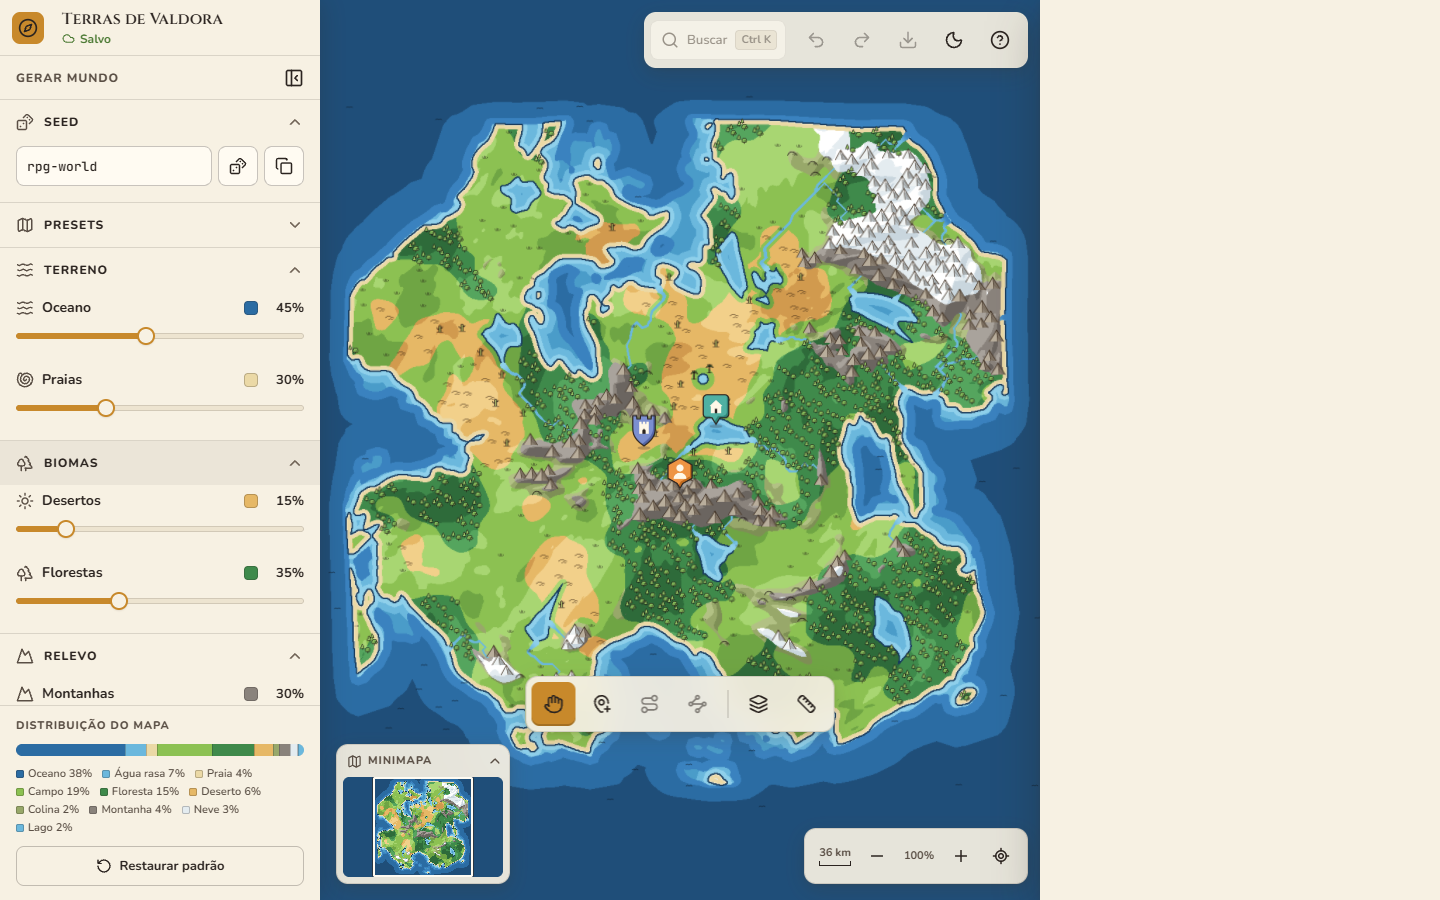 Terras de Valdora
Salvo
GERAR MUNDO
SEED
rpg-world
PRESETS
TERRENO
Oceano 45%
Praias 30%
BIOMAS
Desertos 15%
Florestas 35%
RELEVO
Montanhas 30%
DISTRIBUIÇÃO DO MAPA
Oceano 38% Água rasa 7% Praia 4%
Campo 19% Floresta 15% Deserto 6%
Colina 2% Montanha 4% Neve 3%
Lago 2%
Restaurar padrão
Buscar Ctrl K
MINIMAPA
36 km 100%